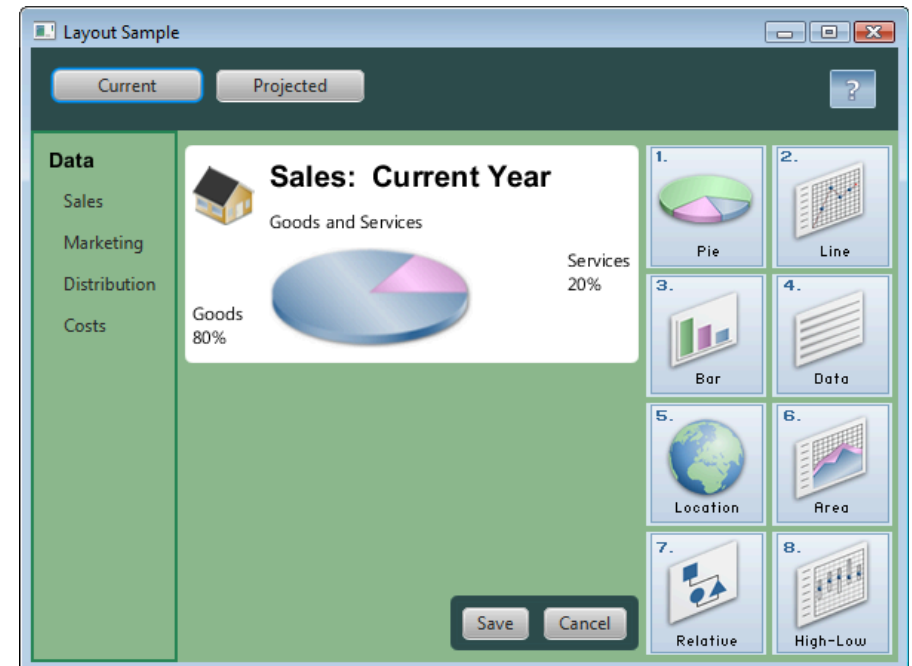 Layout Sample
Current
Projected
?
Data
Sales
Marketing
Distribution
Costs
Sales:  Current Year
Goods and Services
Services
20%
Goods
80%
1.
Pie
2.
Line
3.
Bar
4.
Data
5.
Location
6.
Area
7.
Relative
8.
High-Low
Save
Cancel